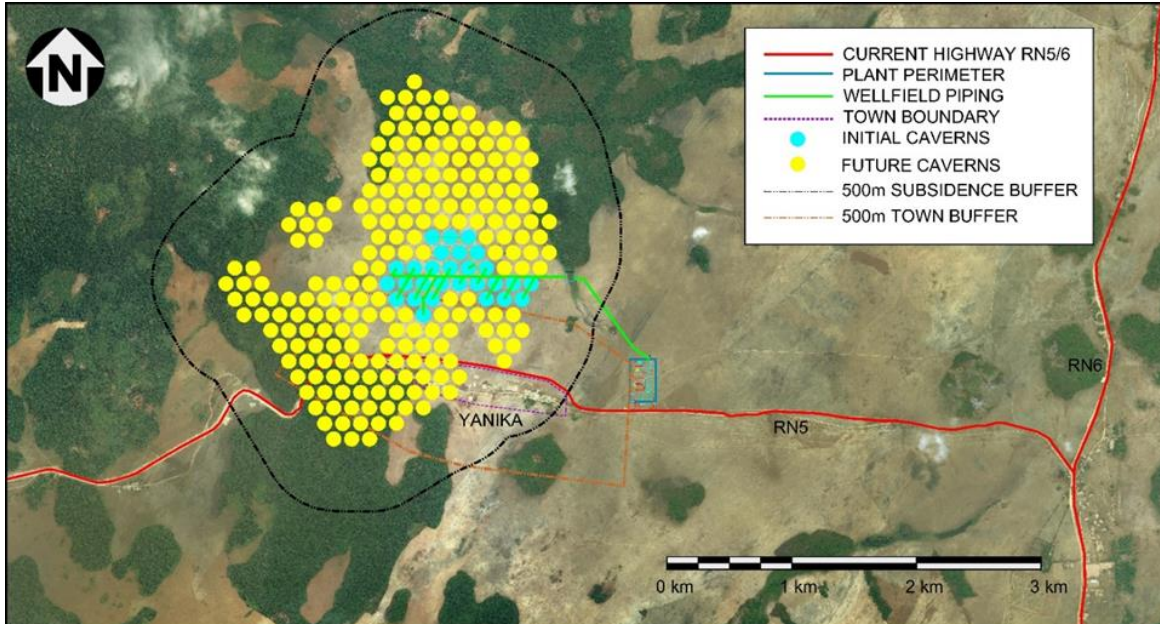 N
CURRENT HIGHWAY RN5/6
PLANT PERIMETER
WELLFIELD PIPING
TOWN BOUNDARY
INITIAL CAVERNS
FUTURE CAVERNS
500m SUBSIDENCE BUFFER
500m TOWN BUFFER
RN6
YANIKA
RN5
0 km
1 km
2 km
3 km